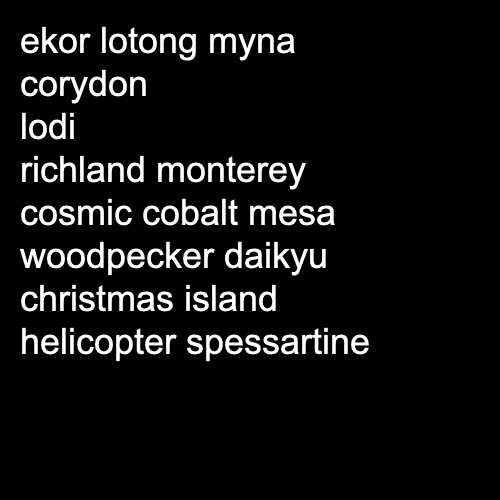 ekor lotong myna
corydon
lodi
richland monterey
cosmic cobalt mesa
woodpecker daikyu
christmas island
helicopter spessartine